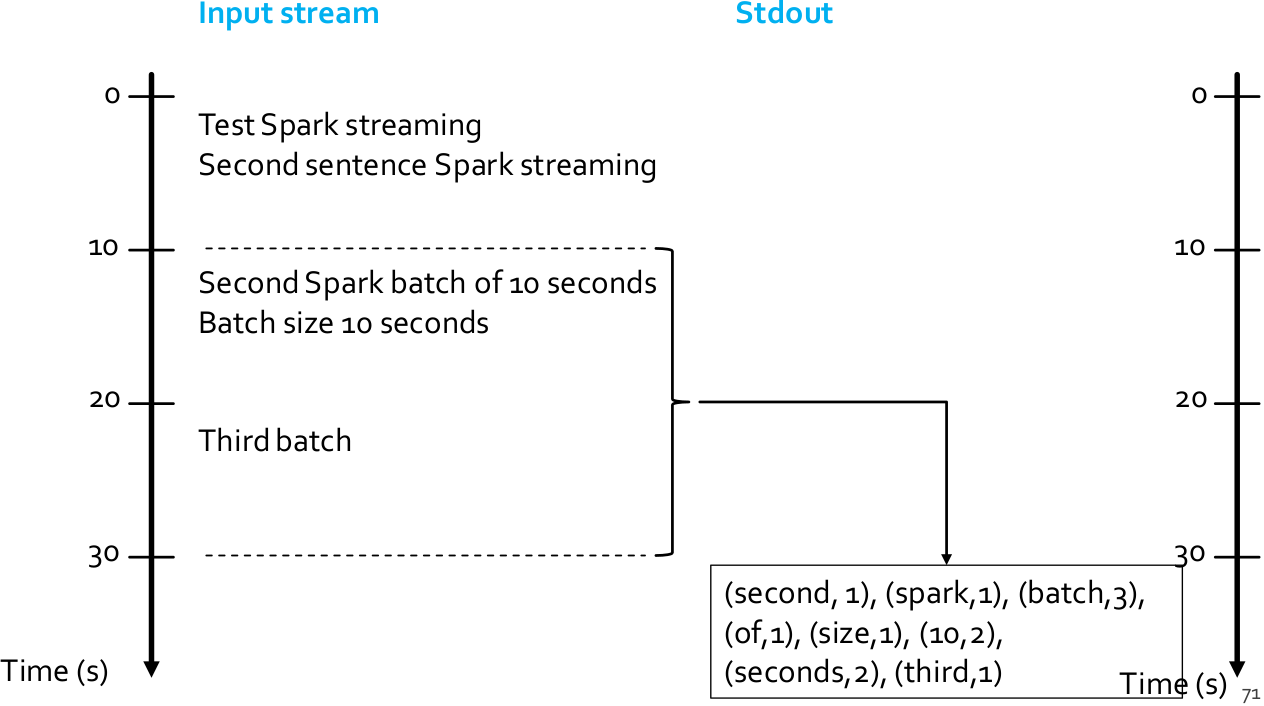 Input stream
Stdout
0
0
Test Spark streaming
Second sentence Spark streaming
10
10
Second Spark batch of 10 seconds
Batch size 10 seconds
20
20
Third batch
30
30
(second, 1), (spark,1), (batch,3),
(of,1), (size,1), (10,2),
(seconds,2), (third,1)
Time (s)
Time (s)
71